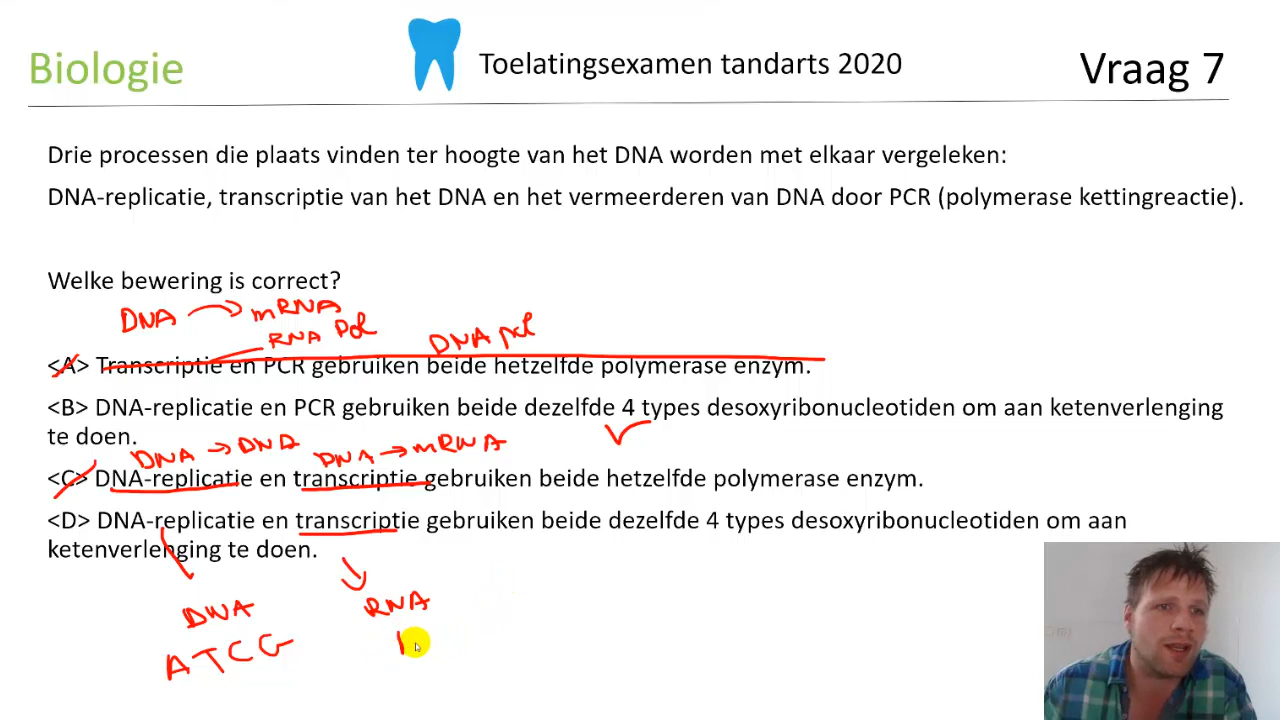 Biologie
Toelatingsexamen tandarts 2020
Vraag 7
Drie processen die plaats vinden ter hoogte van het DNA worden met elkaar vergeleken:
DNA-replicatie, transcriptie van het DNA en het vermeerderen van DNA door PCR (polymerase kettingreactie).
Welke bewering is correct?
DNA → mRNA
RNA Pol
DNA pol
<A> Transcriptie en PCR gebruiken beide hetzelfde polymerase enzym.
<B> DNA-replicatie en PCR gebruiken beide dezelfde 4 types desoxyribonucleotiden om aan ketenverlenging
te doen.
DNA → DNA
DNA → mRNA
<C> DNA-replicatie en transcriptie gebruiken beide hetzelfde polymerase enzym.
<D> DNA-replicatie en transcriptie gebruiken beide dezelfde 4 types desoxyribonucleotiden om aan
ketenverlenging te doen.
DNA
RNA
ATCG